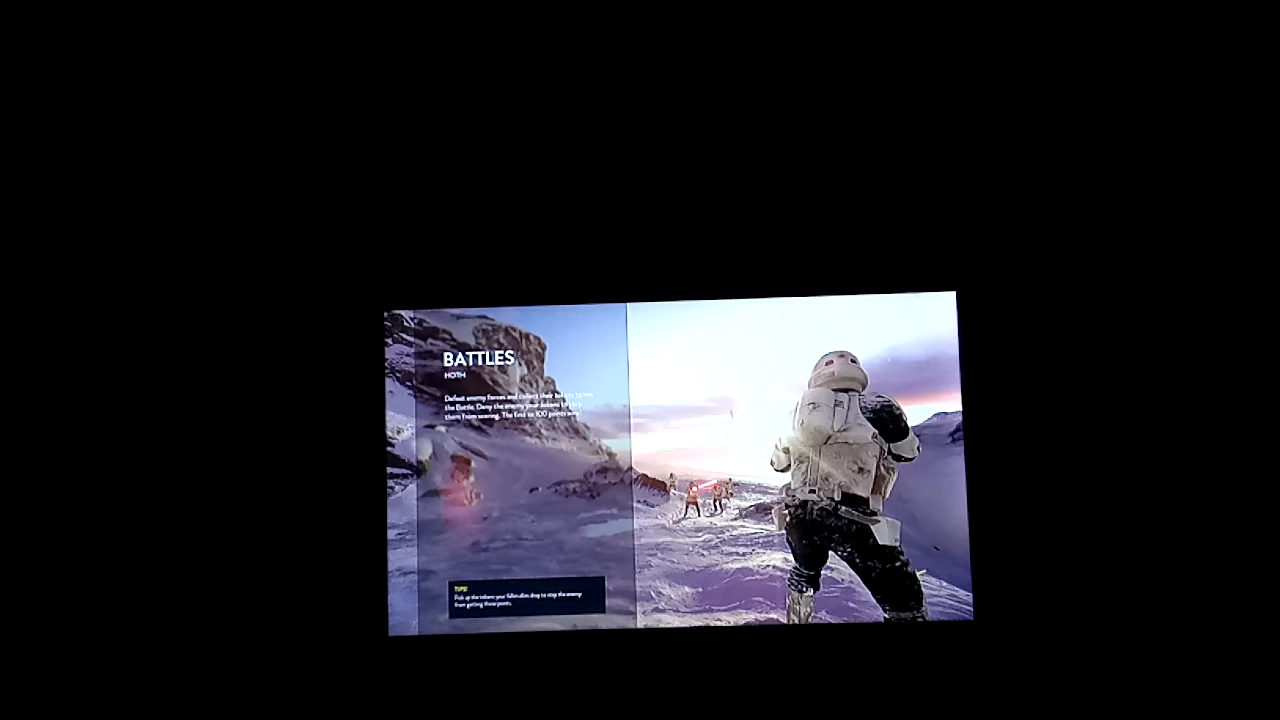 BATTLES
HOTH
Defeat enemy forces and collect their tokens to win
the Battle. Deny the enemy your tokens to stop
them from scoring. The first to 100 points wins!
TIPS!
Pick up the tokens your fallen allies drop to stop the enemy
from getting those points.